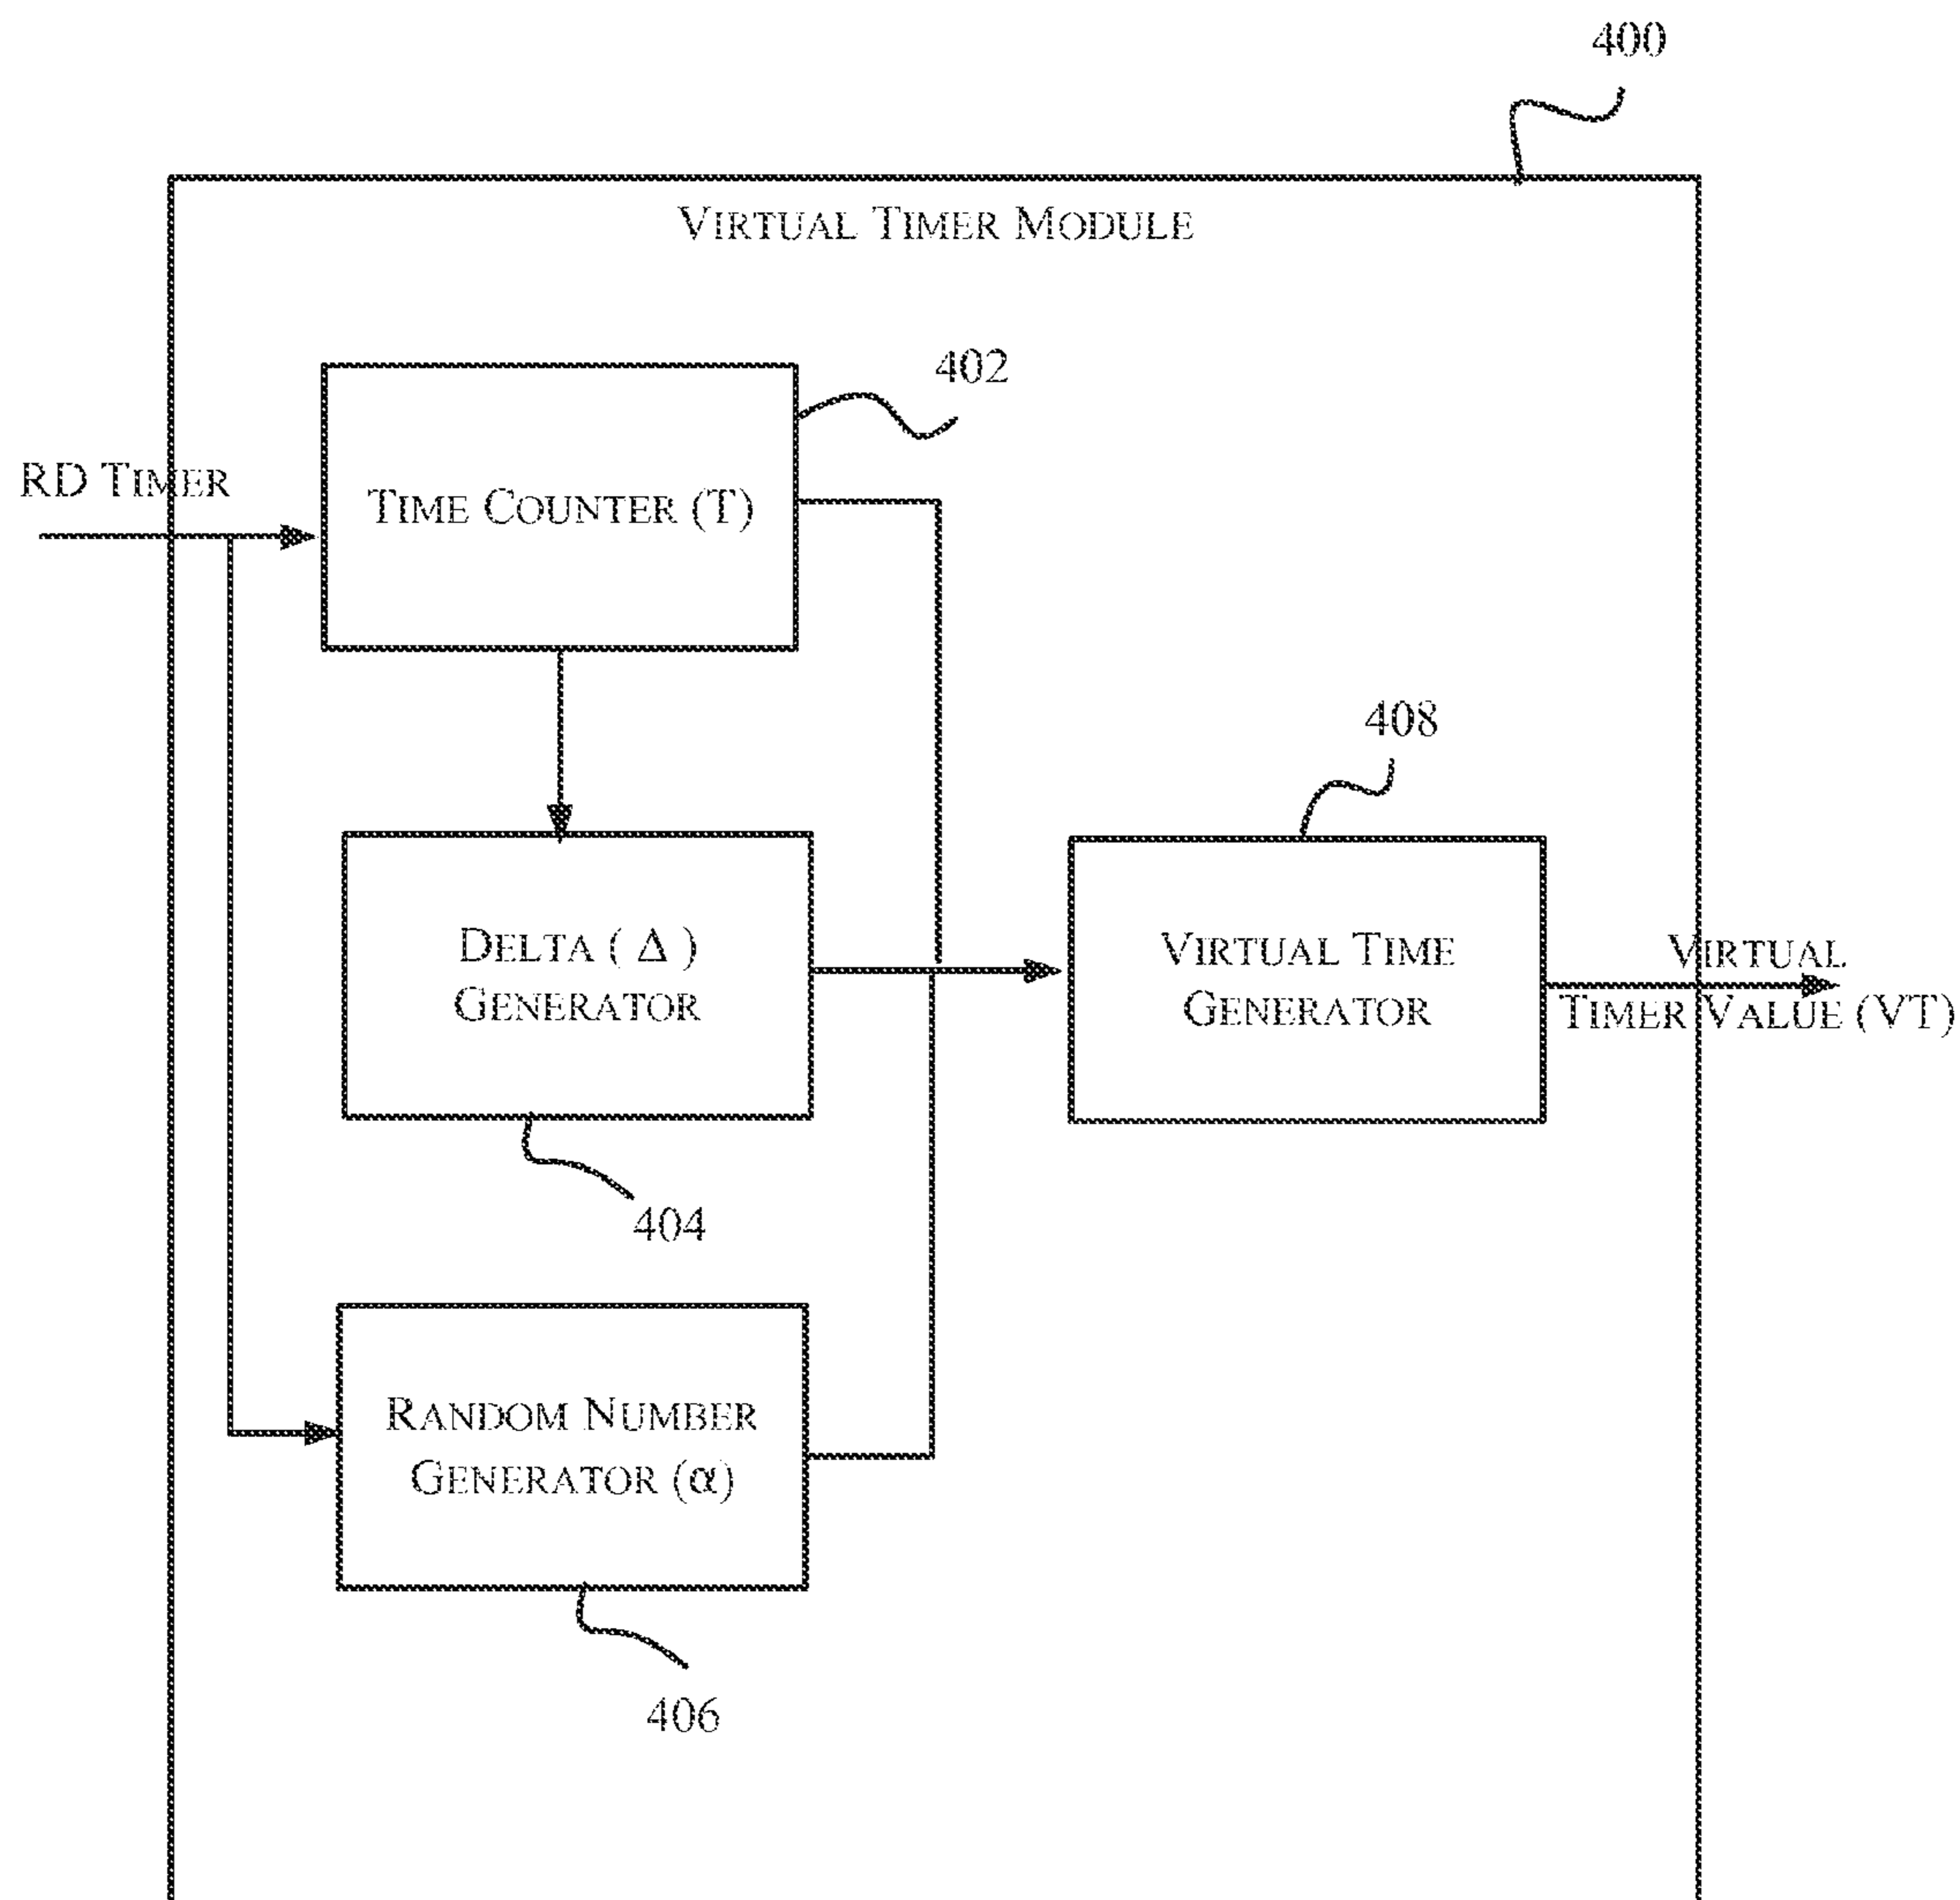 400
VIRTUAL TIMER MODULE
402
RD TIMER
TIME COUNTER (T)
408
DELTA ( Δ )
GENERATOR
VIRTUAL TIME
GENERATOR
VIRTUAL
TIMER VALUE (VT)
404
RANDOM NUMBER
GENERATOR (α)
406